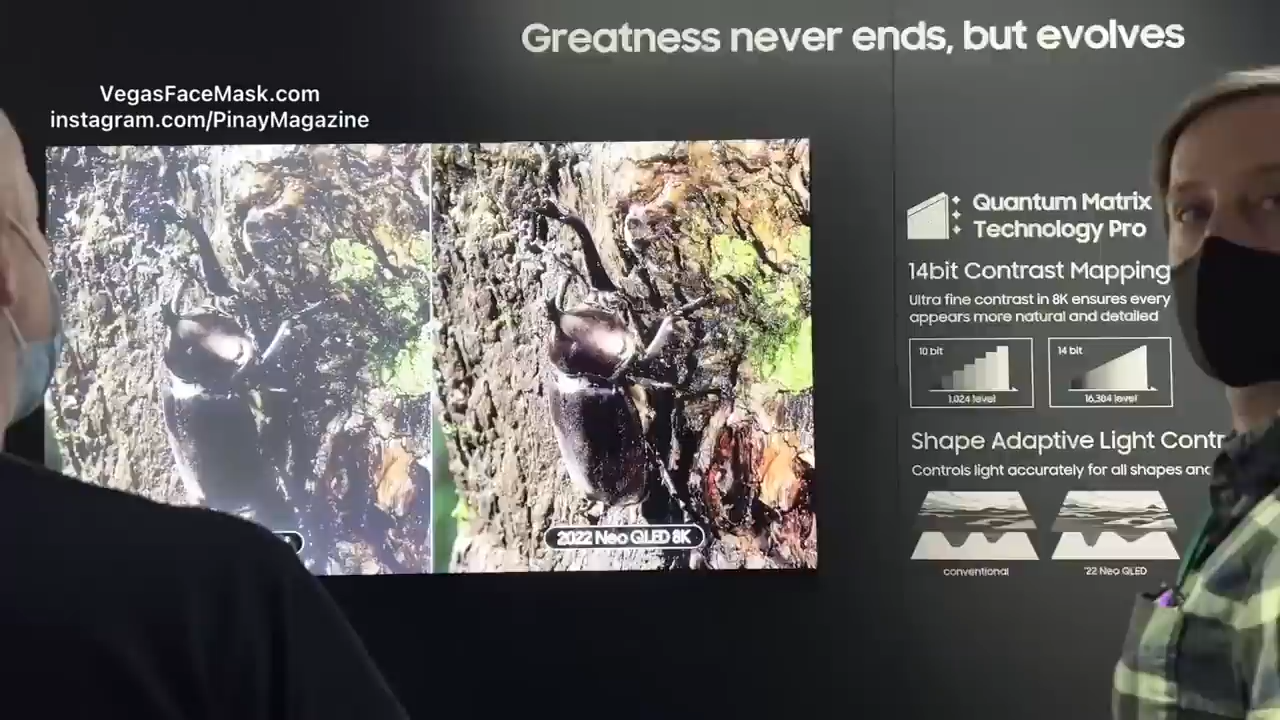 Greatness never ends, but evolves
VegasFaceMask.com
instagram.com/PinayMagazine
2022 Neo QLED 8K
Quantum Matrix
Technology Pro
14bit Contrast Mapping
Ultra fine contrast in 8K ensures every
appears more natural and detailed
10 bit
1,024 level
14 bit
16,384 level
Shape Adaptive Light
Controls light accurately for all shapes and
conventional
'22 Neo QLED